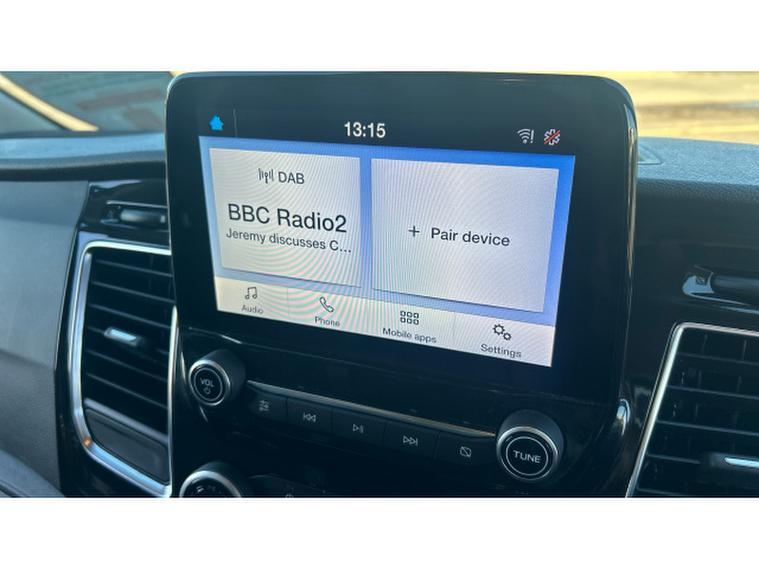 13:15
DAB
BBC Radio2
Jeremy discusses C...
+ Pair device
Audio
Phone
Mobile apps
Settings
VOL
TUNE